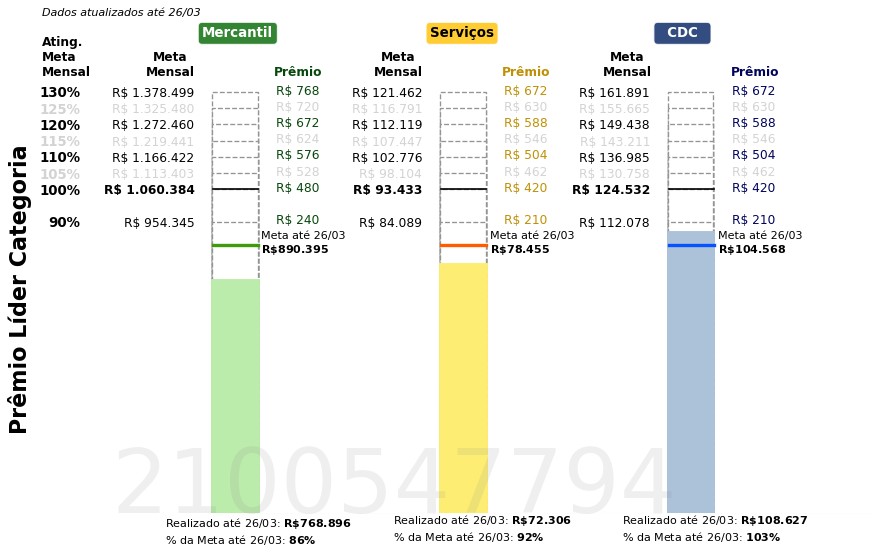 Dados atualizados até 26/03
Mercantil Serviços CDC
Ating. Meta Mensal Meta Mensal Prêmio Meta Mensal Prêmio Meta Mensal Prêmio
130% R$ 1.378.499 R$ 768 R$ 121.462 R$ 672 R$ 161.891 R$ 672
125% R$ 1.325.480 R$ 720 R$ 116.791 R$ 630 R$ 155.665 R$ 630
120% R$ 1.272.460 R$ 672 R$ 112.119 R$ 588 R$ 149.438 R$ 588
115% R$ 1.219.441 R$ 624 R$ 107.447 R$ 546 R$ 143.211 R$ 546
110% R$ 1.166.422 R$ 576 R$ 102.776 R$ 504 R$ 136.985 R$ 504
105% R$ 1.113.403 R$ 528 R$ 98.104 R$ 462 R$ 130.758 R$ 462
100% R$ 1.060.384 R$ 480 R$ 93.433 R$ 420 R$ 124.532 R$ 420
90% R$ 954.345 R$ 240 R$ 84.089 R$ 210 R$ 112.078 R$ 210
Meta até 26/03 Meta até 26/03 Meta até 26/03
R$890.395 R$78.455 R$104.568
Prêmio Líder Categoria
2100547794
Realizado até 26/03: R$768.896 Realizado até 26/03: R$72.306 Realizado até 26/03: R$108.627
% da Meta até 26/03: 86% % da Meta até 26/03: 92% % da Meta até 26/03: 103%